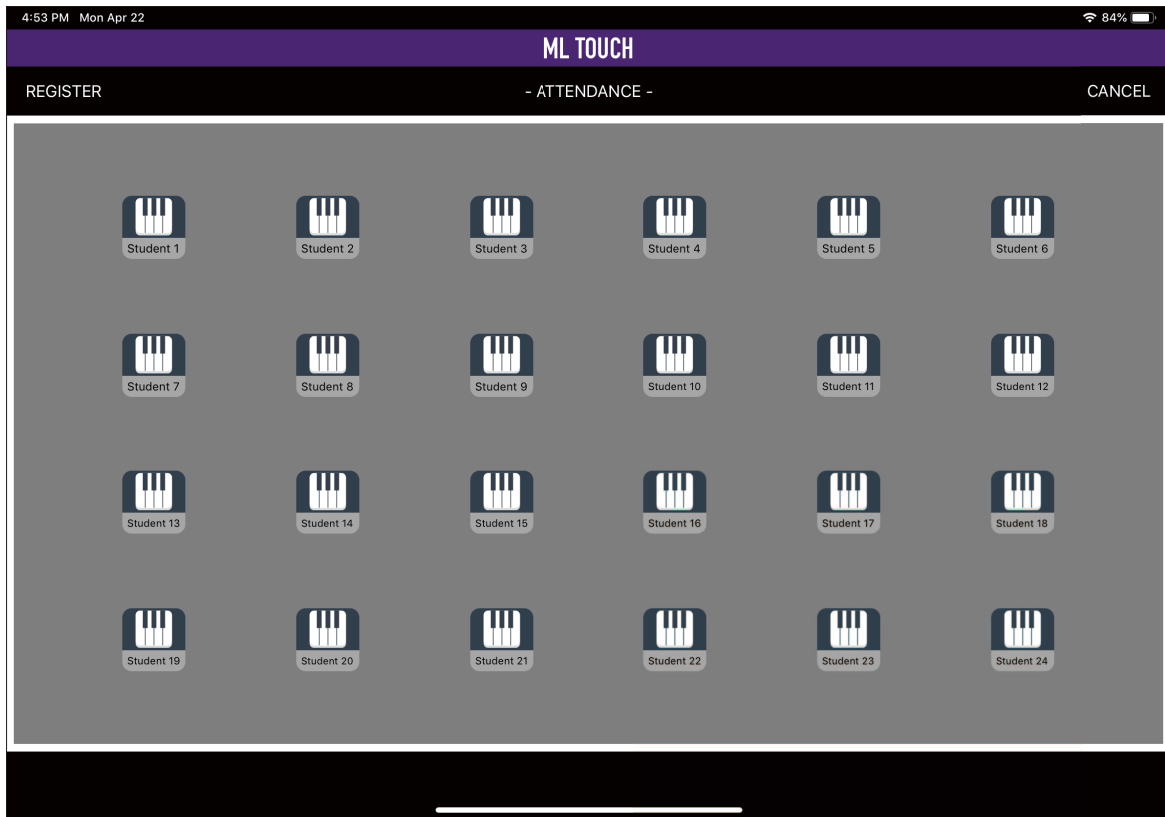 4:53 PM Mon Apr 22 84%
ML TOUCH
REGISTER - ATTENDANCE - CANCEL
Student 1 Student 2 Student 3 Student 4 Student 5 Student 6
Student 7 Student 8 Student 9 Student 10 Student 11 Student 12
Student 13 Student 14 Student 15 Student 16 Student 17 Student 18
Student 19 Student 20 Student 21 Student 22 Student 23 Student 24